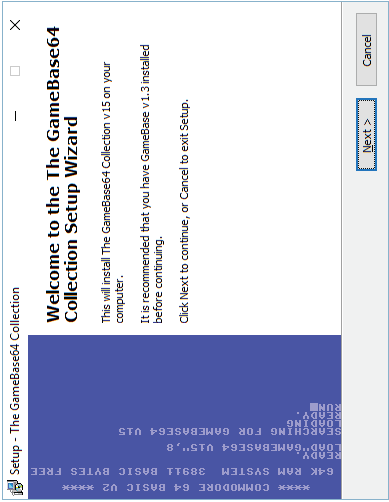 Setup - The GameBase64 Collection
**** COMMODORE 64 BASIC V2 ****
64K RAM SYSTEM 38911 BASIC BYTES FREE
READY.
LOAD"GAMEBASE64 V15",8
SEARCHING FOR GAMEBASE64 V15
LOADING
READY.
RUN
Welcome to the The GameBase64
Collection Setup Wizard
This will install The GameBase64 Collection v 15 on your
computer.
It is recommended that you have GameBase v1.3 installed
before continuing.
Click Next to continue, or Cancel to exit Setup.
Next >
Cancel